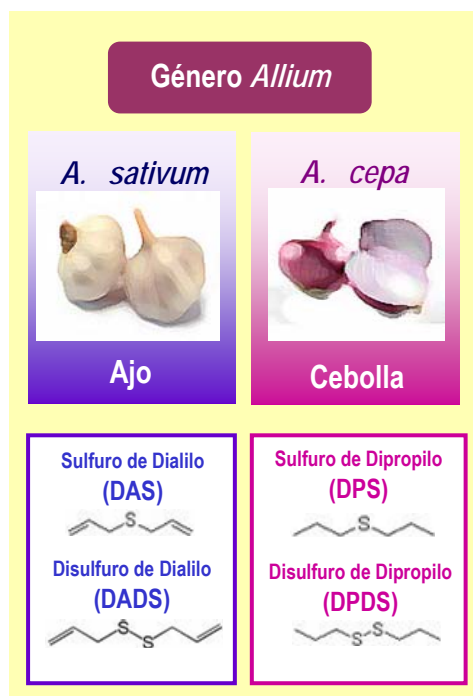 Género Allium
A. sativum
Ajo
A. cepa
Cebolla
Sulfuro de Dialilo
(DAS)
S
Disulfuro de Dialilo
(DADS)
S S
Sulfuro de Dipropilo
(DPS)
S
Disulfuro de Dipropilo
(DPDS)
S S